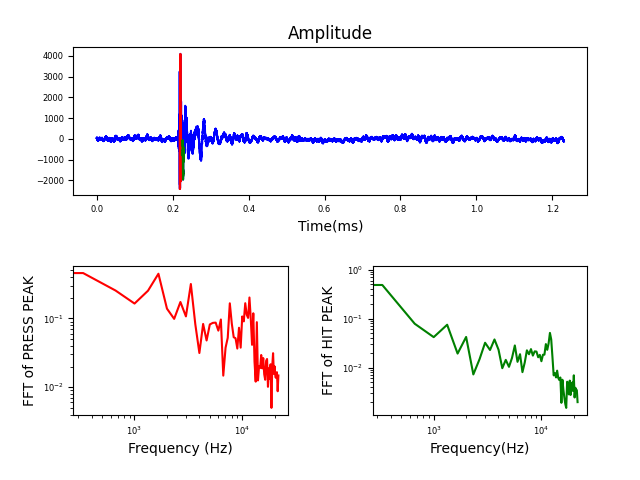 Amplitude
4000
3000
2000
1000
0
−1000
−2000
0.0 0.2 0.4 0.6 0.8 1.0 1.2
Time(ms)
FFT of PRESS PEAK
10⁻¹
10⁻²
10³ 10⁴
Frequency (Hz)
FFT of HIT PEAK
10⁰
10⁻¹
10⁻²
10³ 10⁴
Frequency(Hz)